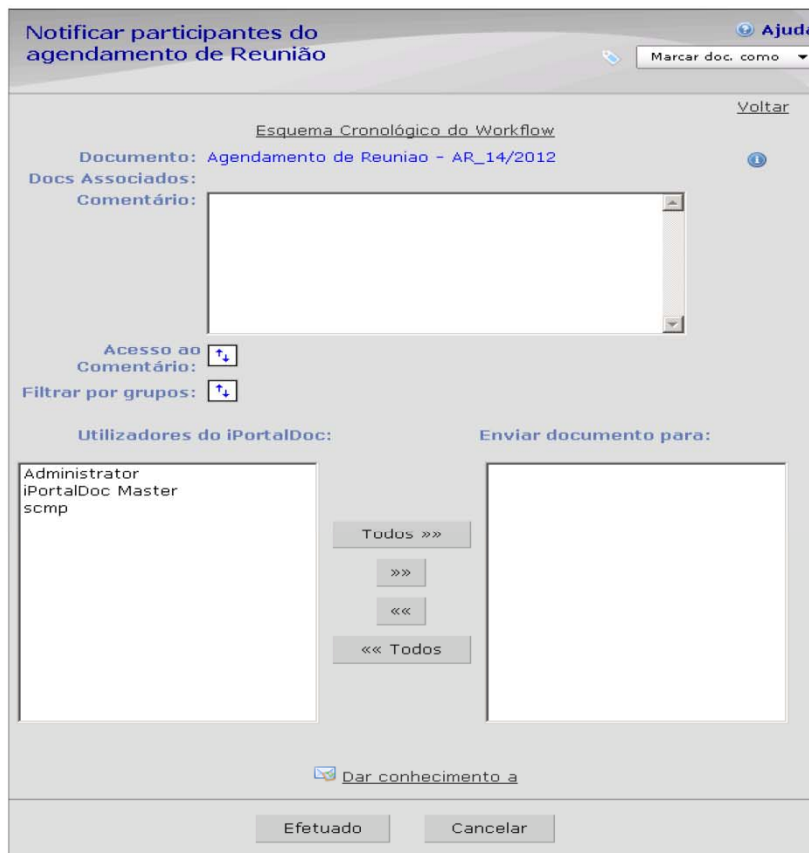 Notificar participantes do
agendamento de Reunião
Ajuda
Marcar doc. como
Voltar
Esquema Cronológico do Workflow
Documento: Agendamento de Reuniao - AR_14/2012
Docs Associados:
Comentário:
Acesso ao
Comentário:
Filtrar por grupos:
Utilizadores do iPortalDoc:
Enviar documento para:
Administrator
iPortalDoc Master
scmp
Todos »»
»»
««
«« Todos
Dar conhecimento a
Efetuado
Cancelar